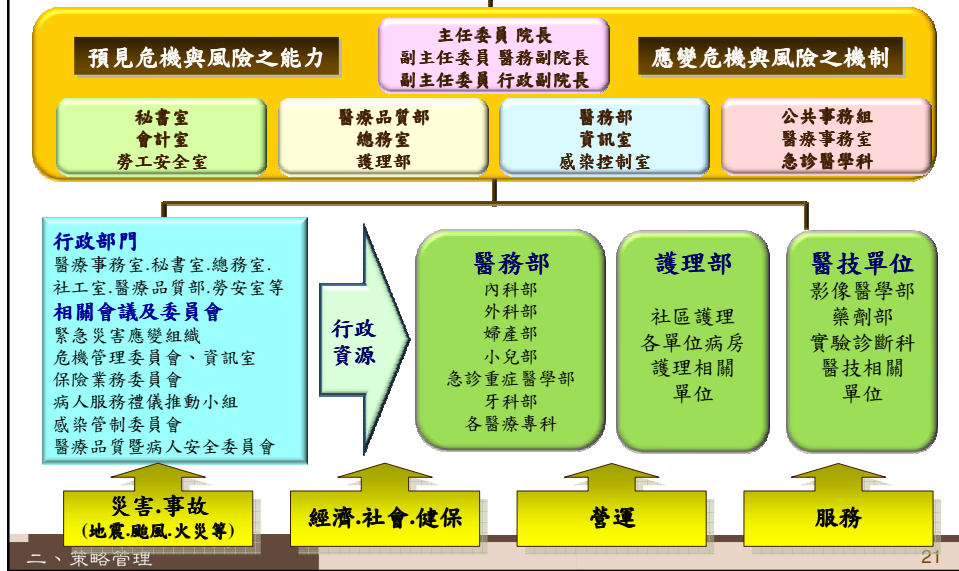 主任委員 院長
副主任委員 醫務副院長
副主任委員 行政副院長
預見危機與風險之能力
應變危機與風險之機制
秘書室
會計室
勞工安全室
醫療品質部
總務室
護理部
醫務部
資訊室
感染控制室
公共事務組
醫療事務室
急診醫學科
行政部門
醫療事務室.秘書室.總務室.
社工室.醫療品質部.勞安室等
相關會議及委員會
緊急災害應變組織
危機管理委員會、資訊室
保險業務委員會
病人服務禮儀推動小組
感染管制委員會
醫療品質暨病人安全委員會
行政
資源
醫務部
內科部
外科部
婦產部
小兒部
急診重症醫學部
牙科部
各醫療專科
護理部
社區護理
各單位病房
護理相關
單位
醫技單位
影像醫學部
藥劑部
實驗診斷科
醫技相關
單位
災害.事故
(地震.颱風.火災等)
經濟.社會.健保
營運
服務
二、策略管理
21